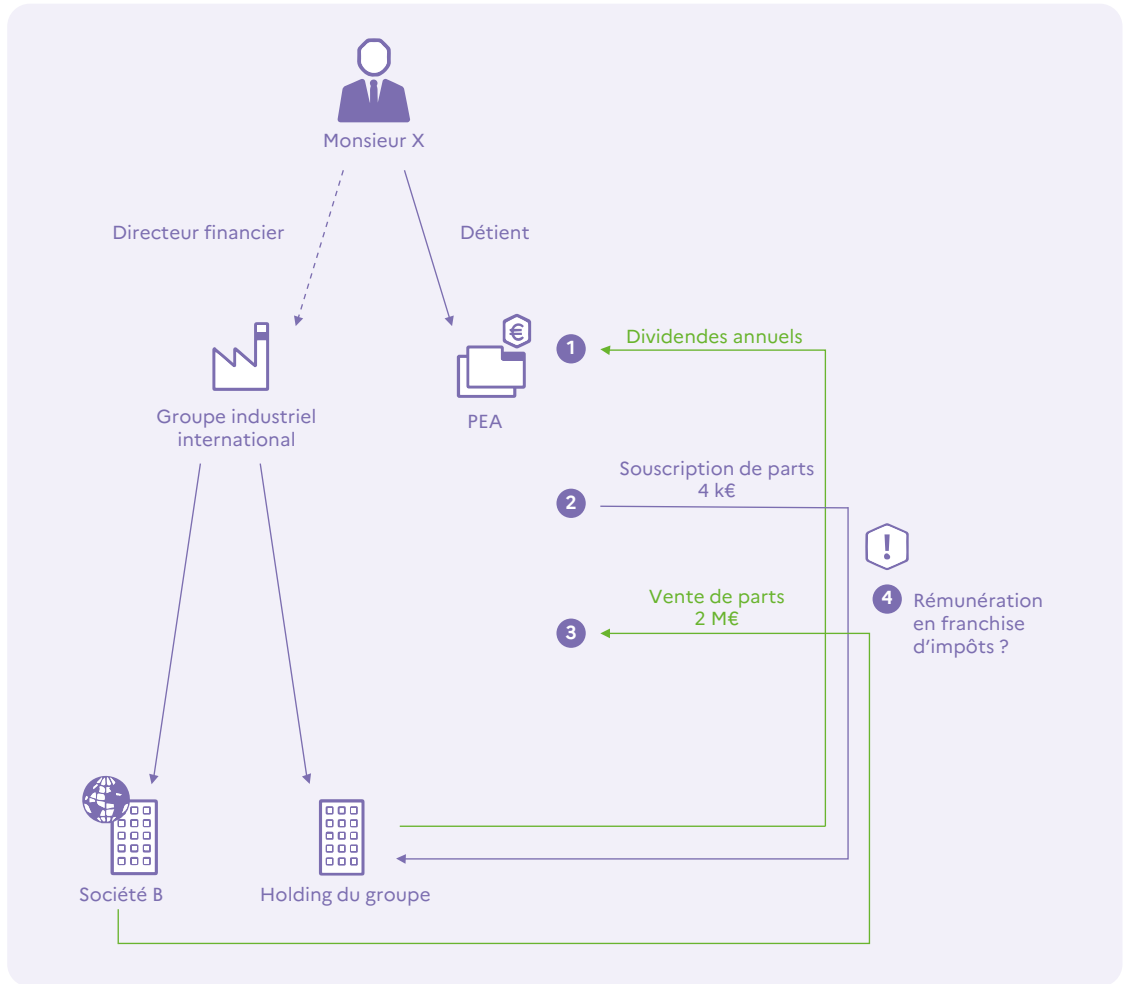 Monsieur X
Directeur financier
Détient
€
1
Dividendes annuels
Groupe industriel
international
PEA
Souscription de parts
4 k€
2
!
Vente de parts
2 M€
3
4
Rémunération
en franchise
d'impôts ?
Société B
Holding du groupe